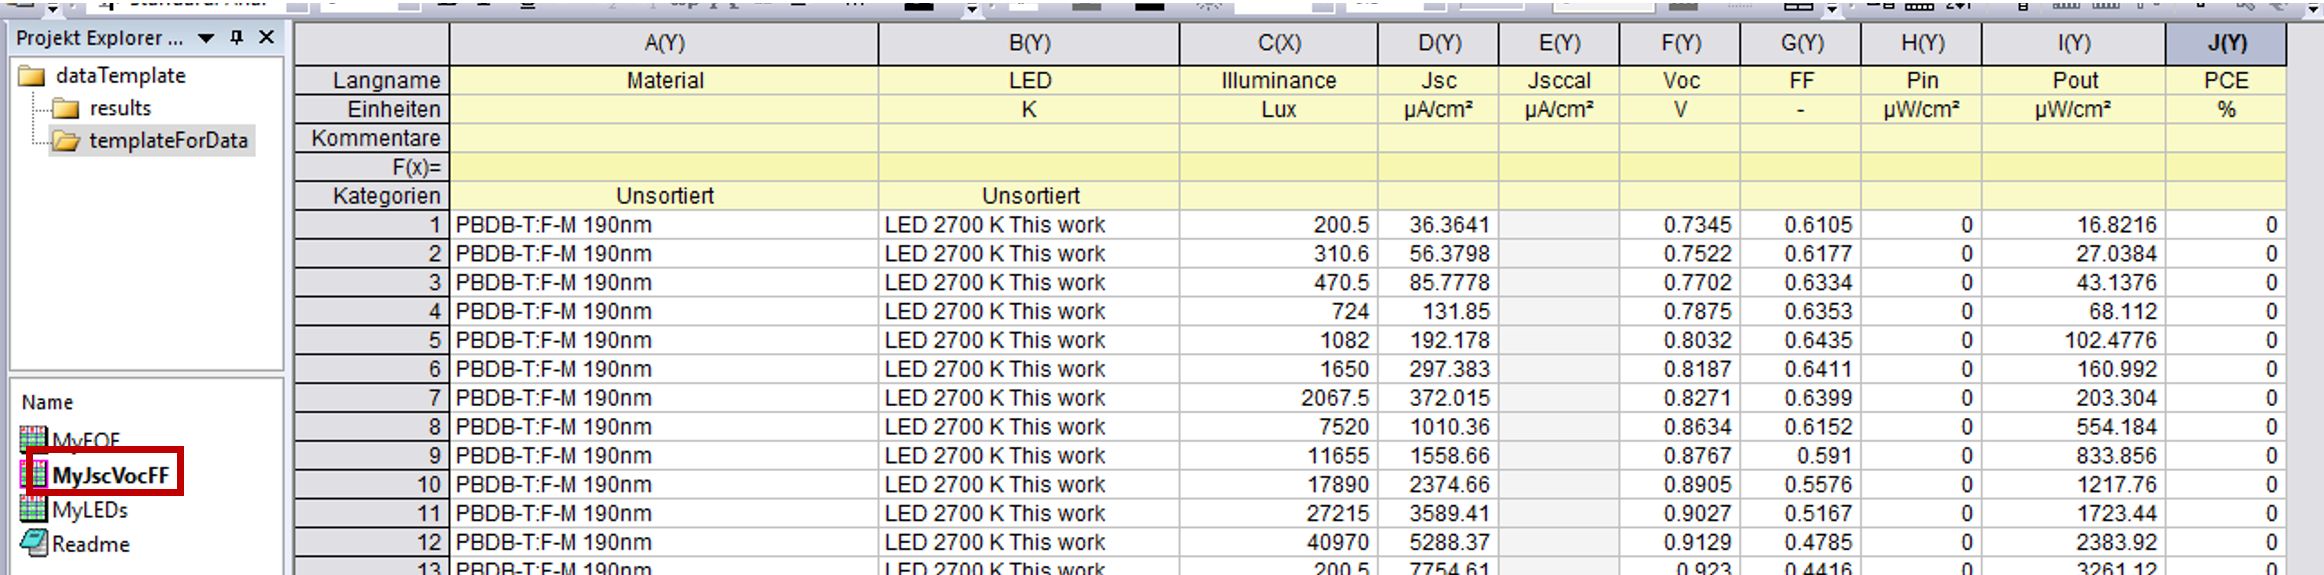 Projekt Explorer ...
dataTemplate
results
templateForData
Name
MyEQE
MyJscVocFF
MyLEDs
Readme
A(Y) B(Y) C(X) D(Y) E(Y) F(Y) G(Y) H(Y) I(Y) J(Y)
Langname Material LED Illuminance Jsc Jsccal Voc FF Pin Pout PCE
Einheiten K Lux µA/cm² µA/cm² V - µW/cm² µW/cm² %
Kommentare
F(x)=
Kategorien Unsortiert Unsortiert
1 PBDB-T:F-M 190nm LED 2700 K This work 200.5 36.3641 0.7345 0.6105 0 16.8216 0
2 PBDB-T:F-M 190nm LED 2700 K This work 310.6 56.3798 0.7522 0.6177 0 27.0384 0
3 PBDB-T:F-M 190nm LED 2700 K This work 470.5 85.7778 0.7702 0.6334 0 43.1376 0
4 PBDB-T:F-M 190nm LED 2700 K This work 724 131.85 0.7875 0.6353 0 68.112 0
5 PBDB-T:F-M 190nm LED 2700 K This work 1082 192.178 0.8032 0.6435 0 102.4776 0
6 PBDB-T:F-M 190nm LED 2700 K This work 1650 297.383 0.8187 0.6411 0 160.992 0
7 PBDB-T:F-M 190nm LED 2700 K This work 2067.5 372.015 0.8271 0.6399 0 203.304 0
8 PBDB-T:F-M 190nm LED 2700 K This work 7520 1010.36 0.8634 0.6152 0 554.184 0
9 PBDB-T:F-M 190nm LED 2700 K This work 11655 1558.66 0.8767 0.591 0 833.856 0
10 PBDB-T:F-M 190nm LED 2700 K This work 17890 2374.66 0.8905 0.5576 0 1217.76 0
11 PBDB-T:F-M 190nm LED 2700 K This work 27215 3589.41 0.9027 0.5167 0 1723.44 0
12 PBDB-T:F-M 190nm LED 2700 K This work 40970 5288.37 0.9129 0.4785 0 2383.92 0
13 PBDB-T:F-M 190nm LED 2700 K This work 200.5 7754.61 0.923 0.4416 0 3261.12 0